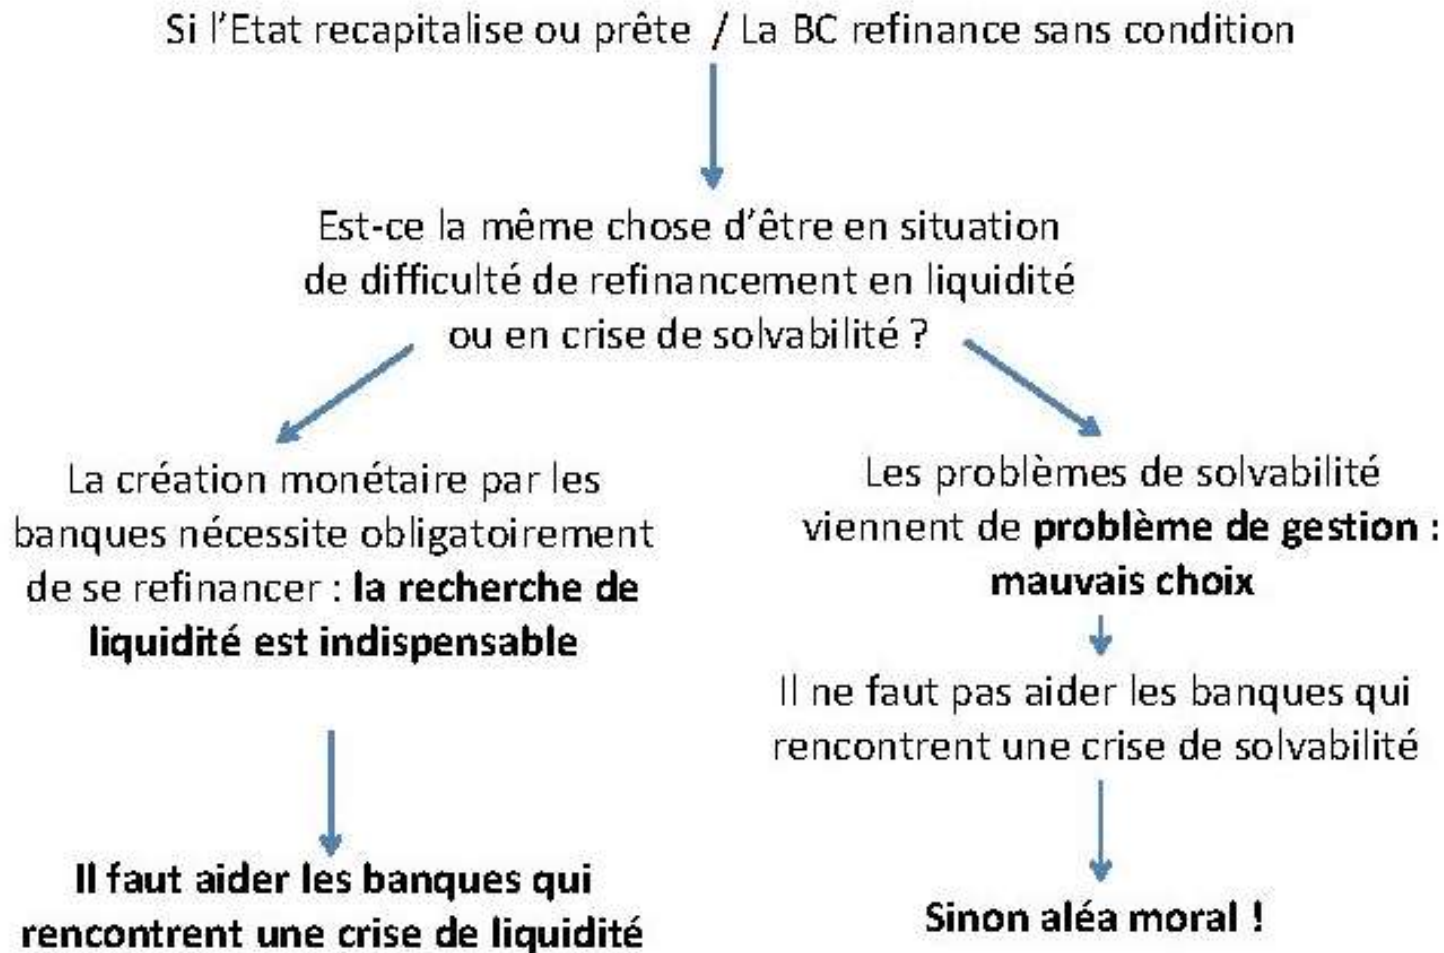 Si l'Etat recapitalise ou prête / La BC refinance sans condition
Est-ce la même chose d'être en situation
de difficulté de refinancement en liquidité
ou en crise de solvabilité ?
La création monétaire par les
banques nécessite obligatoirement
de se refinancer : la recherche de
liquidité est indispensable
Il faut aider les banques qui
rencontrent une crise de liquidité
Les problèmes de solvabilité
viennent de problème de gestion :
mauvais choix
Il ne faut pas aider les banques qui
rencontrent une crise de solvabilité
Sinon aléa moral !